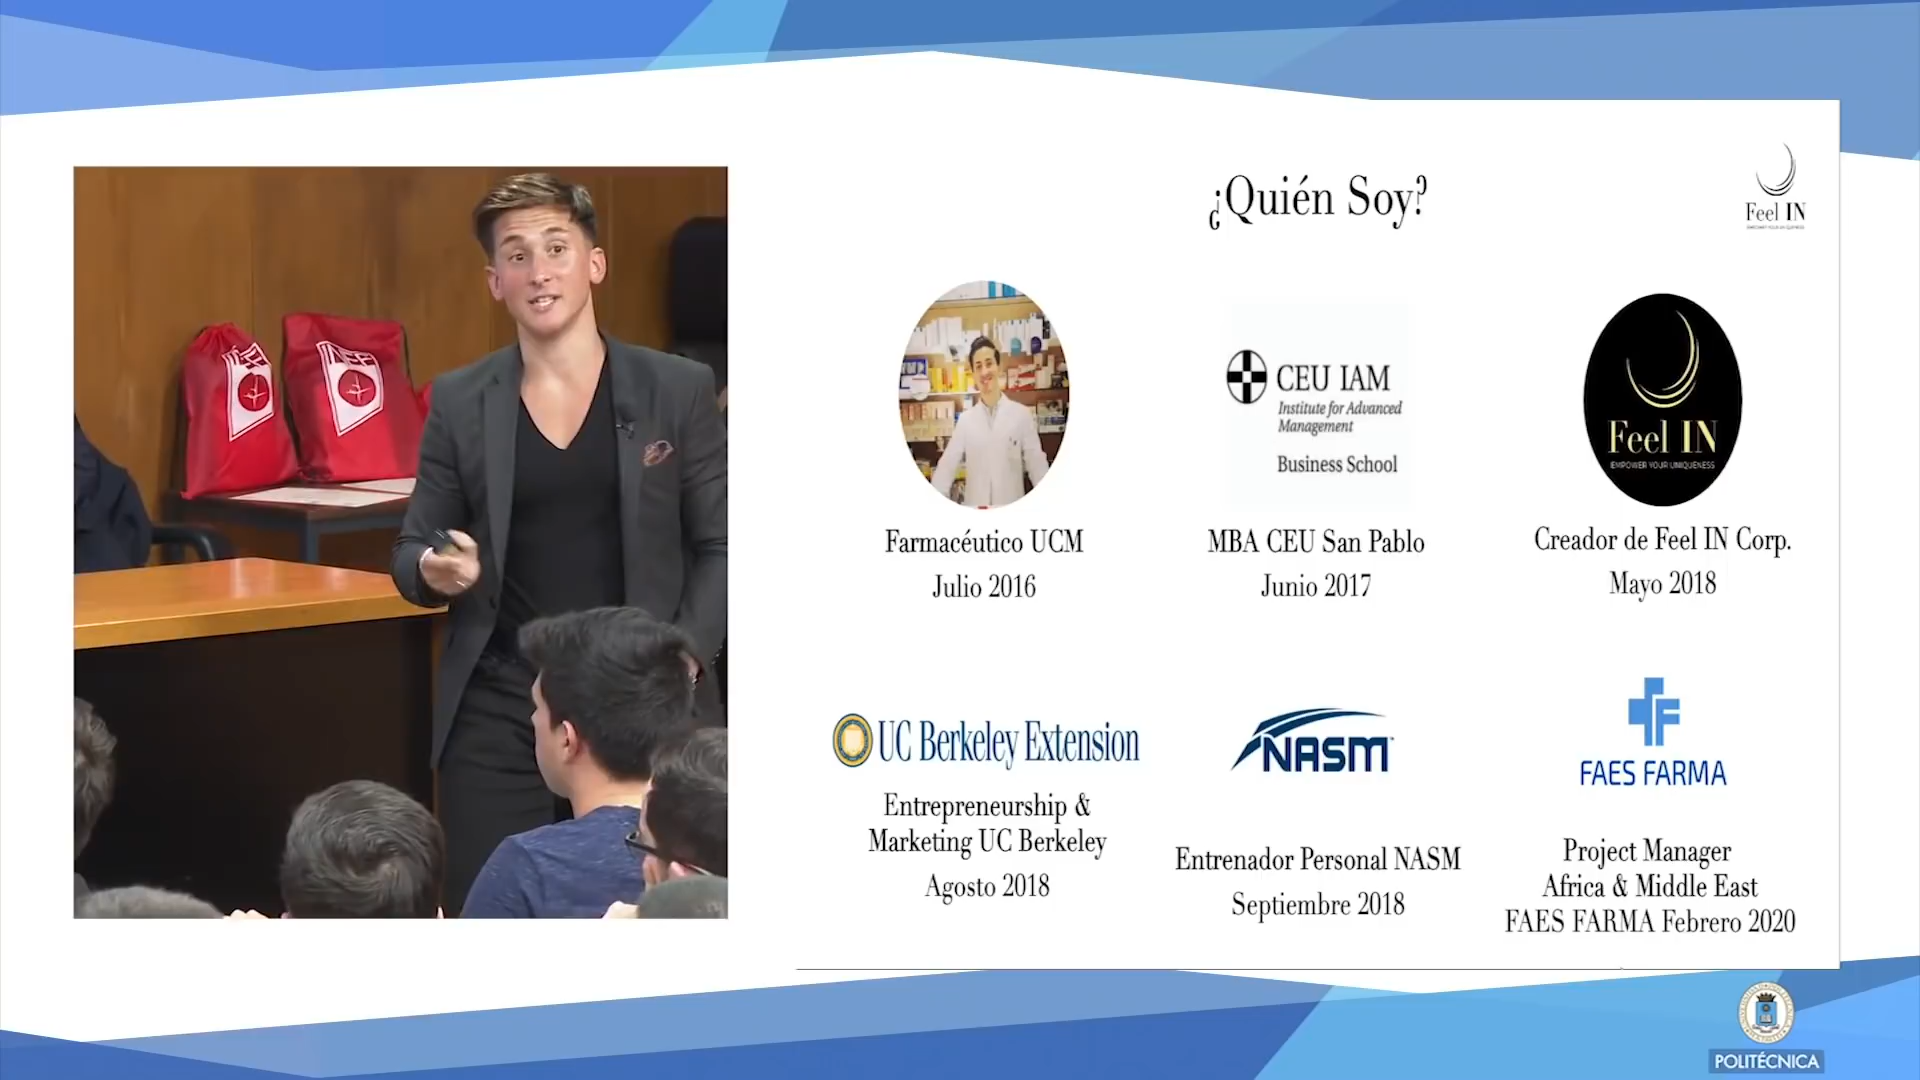 ¿Quién Soy?
Feel IN
INEF
INEF
CEU IAM
Institute for Advanced
Management
Business School
Feel IN
EMPOWER YOUR UNIQUENESS
Farmacéutico UCM
Julio 2016
MBA CEU San Pablo
Junio 2017
Creador de Feel IN Corp.
Mayo 2018
UC Berkeley Extension
Entrepreneurship &
Marketing UC Berkeley
Agosto 2018
NASM
Entrenador Personal NASM
Septiembre 2018
FAES FARMA
Project Manager
Africa & Middle East
FAES FARMA Febrero 2020
POLITÉCNICA